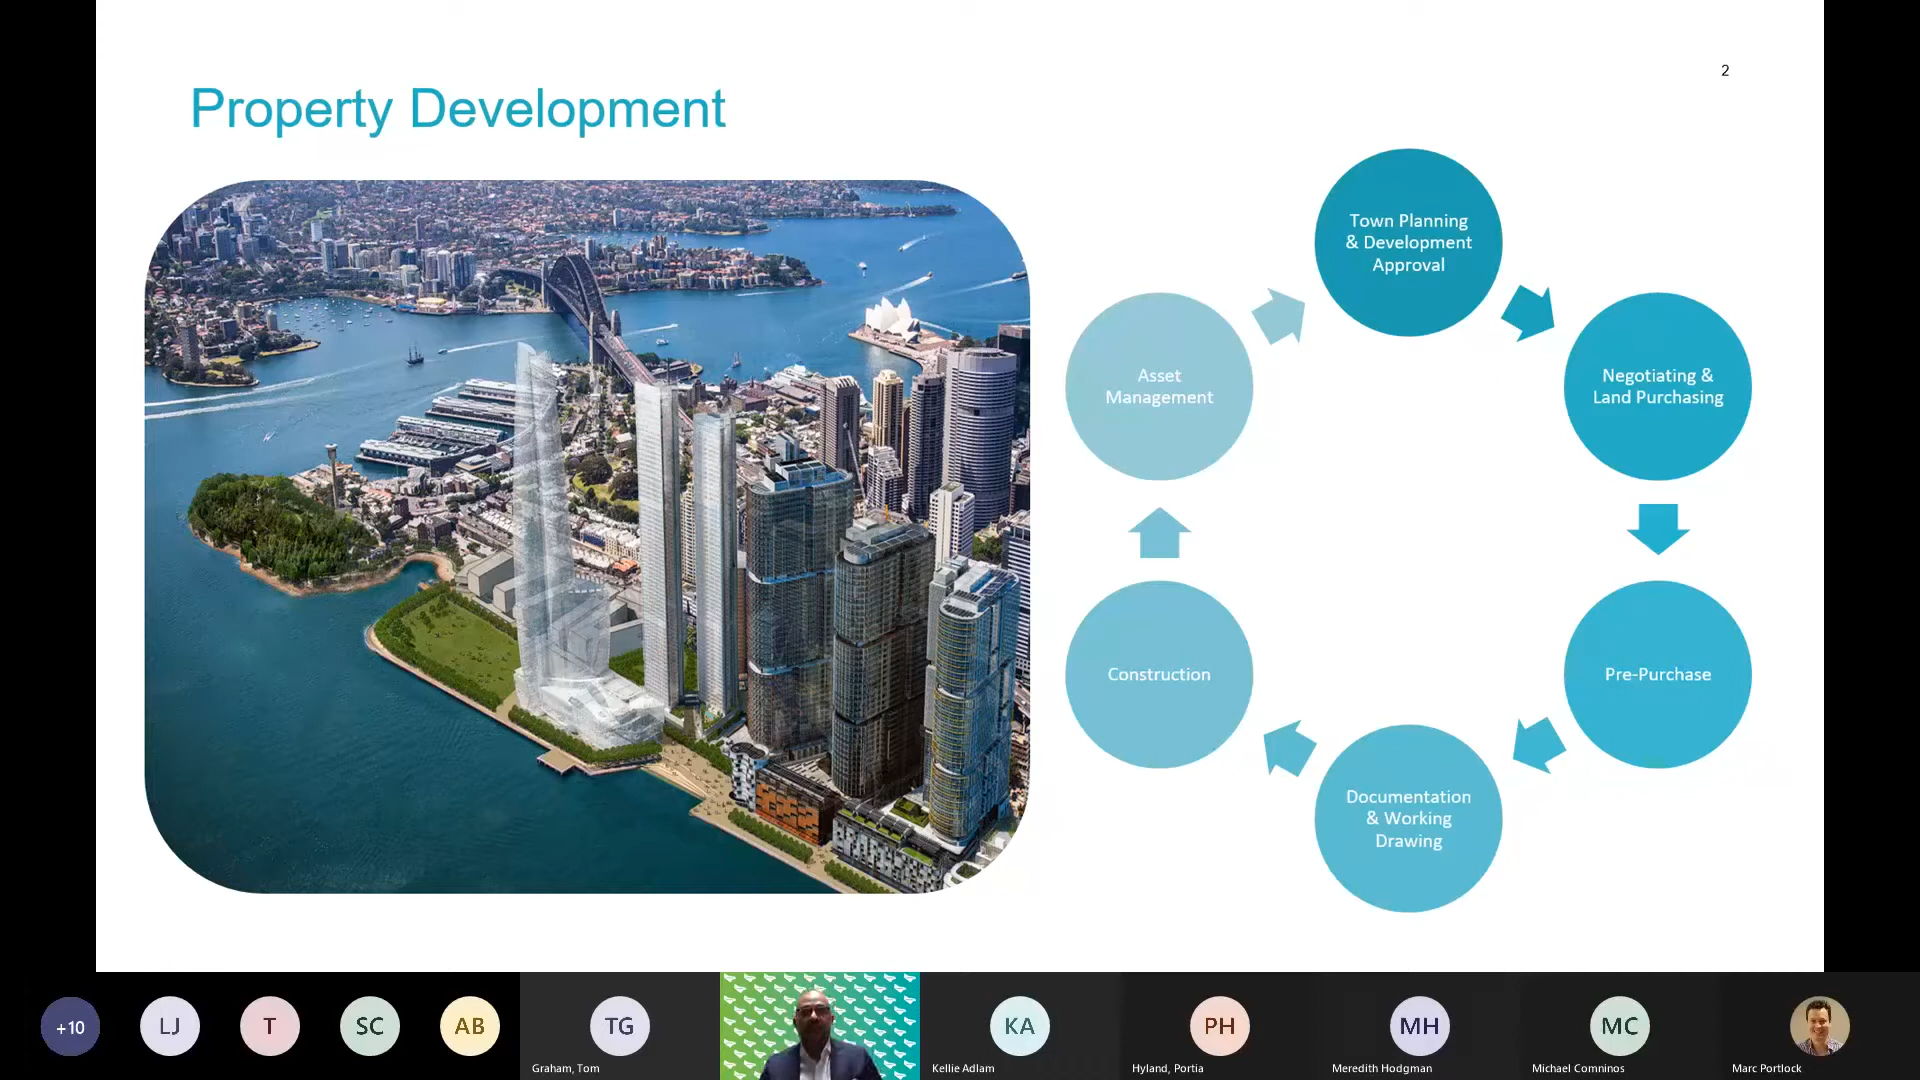 2
Property Development
Town Planning
& Development
Approval
Negotiating &
Land Purchasing
Pre-Purchase
Documentation
& Working
Drawing
Construction
Asset
Management
+10
LJ
T
SC
AB
TG
Graham, Tom
KA
Kellie Adlam
PH
Hyland, Portia
MH
Meredith Hodgman
MC
Michael Comninos
Marc Portlock